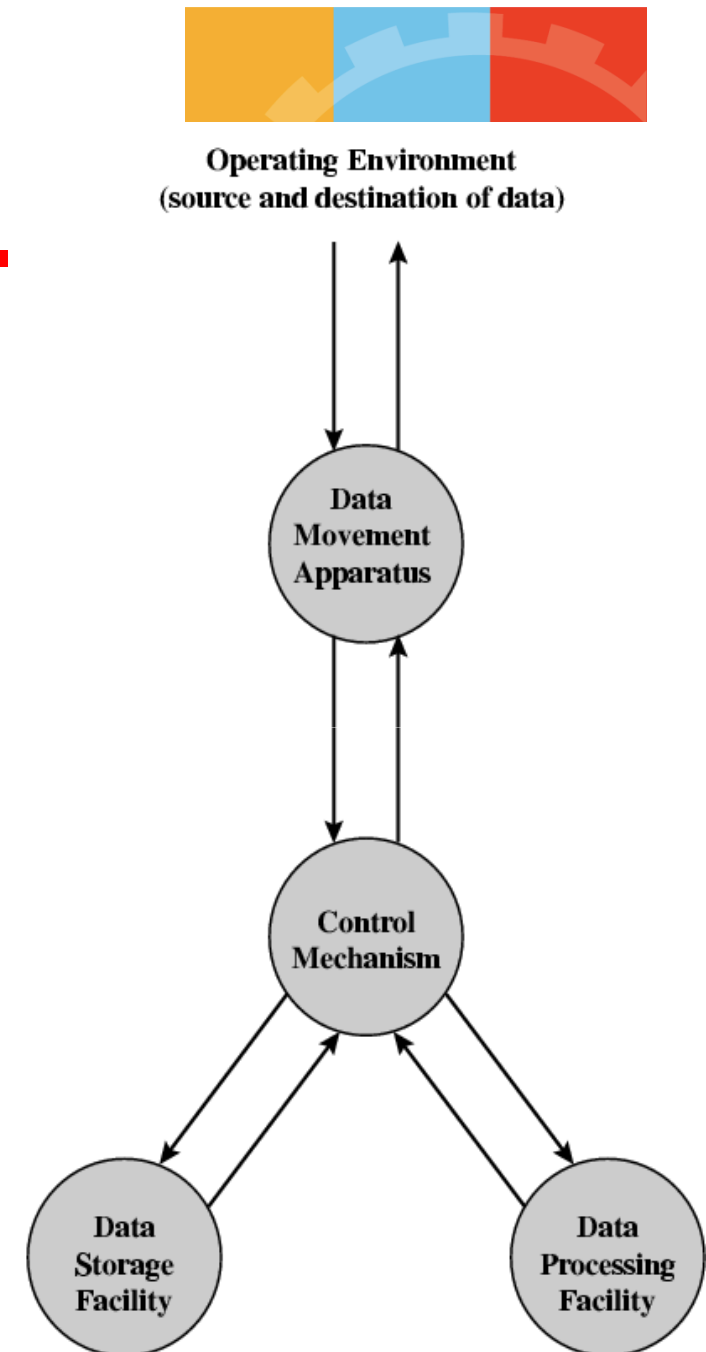 Operating Environment
(source and destination of data)
Data
Movement
Apparatus
Control
Mechanism
Data
Storage
Facility
Data
Processing
Facility